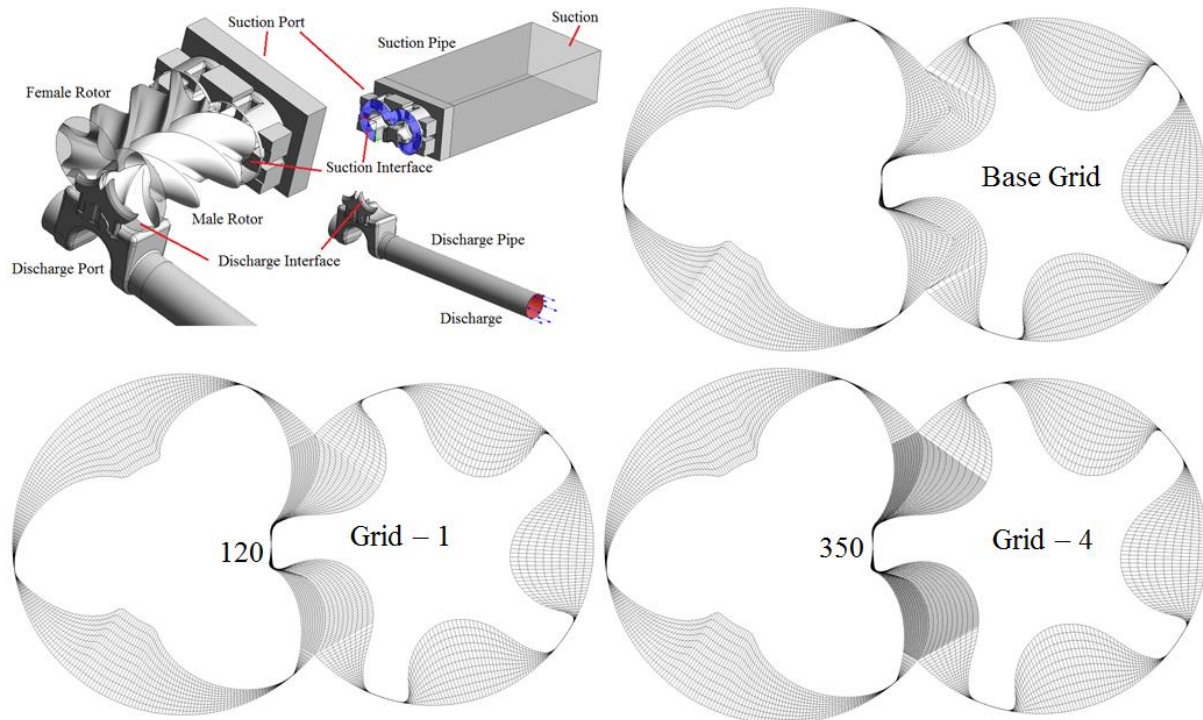 Suction Port
Suction
Suction Pipe
Female Rotor
Suction Interface
Male Rotor
Discharge Pipe
Discharge Port
Discharge Interface
Discharge
Base Grid
120
Grid – 1
350
Grid – 4